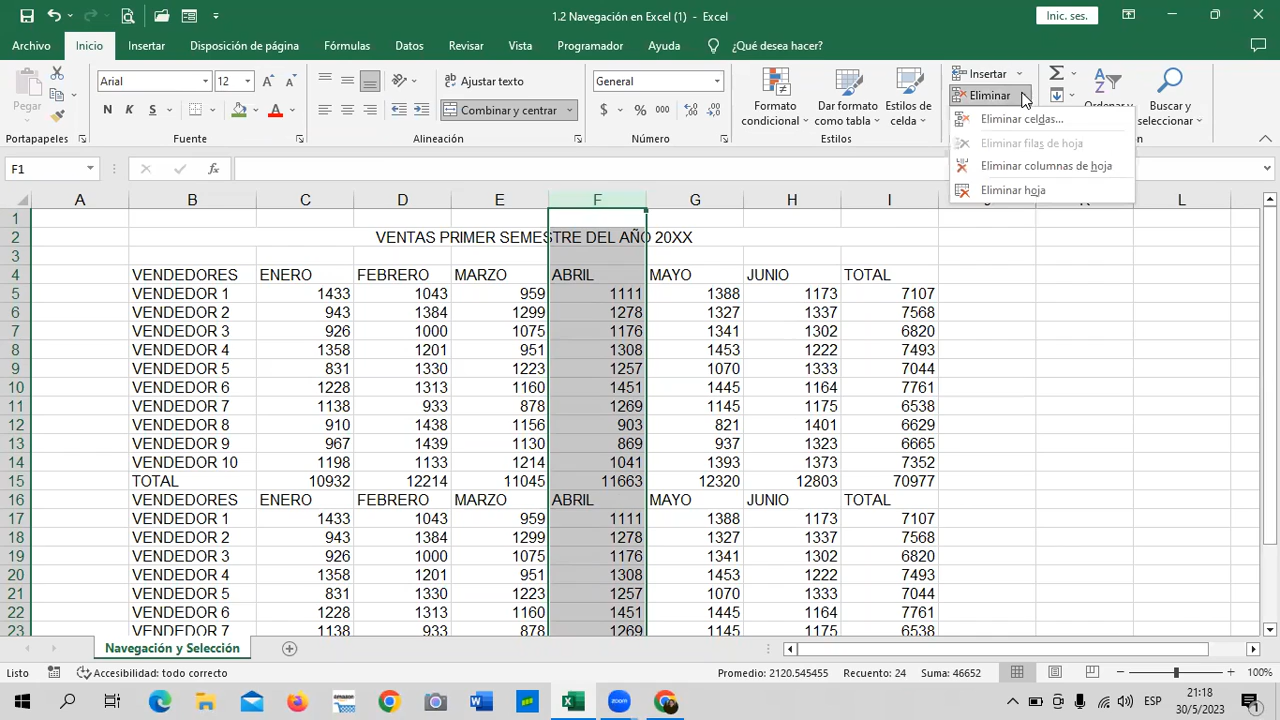 1.2 Navegación en Excel (1) - Excel
Inic. ses.
Archivo Inicio Insertar Disposición de página Fórmulas Datos Revisar Vista Programador Ayuda ¿Qué desea hacer?
Pegar
Arial 12
N K S
Ajustar texto
Combinar y centrar
General
$ % 000
Formato condicional
Dar formato como tabla
Estilos de celda
Insertar
Eliminar
Ordenar y
Buscar y seleccionar
Portapapeles Fuente Alineación Número Estilos
Eliminar celdas...
Eliminar filas de hoja
Eliminar columnas de hoja
Eliminar hoja
F1 fx
A B C D E F G H I J K L
1
2 VENTAS PRIMER SEMESTRE DEL AÑO 20XX
3
4 VENDEDORES ENERO FEBRERO MARZO ABRIL MAYO JUNIO TOTAL
5 VENDEDOR 1 1433 1043 959 1111 1388 1173 7107
6 VENDEDOR 2 943 1384 1299 1278 1327 1337 7568
7 VENDEDOR 3 926 1000 1075 1176 1341 1302 6820
8 VENDEDOR 4 1358 1201 951 1308 1453 1222 7493
9 VENDEDOR 5 831 1330 1223 1257 1070 1333 7044
10 VENDEDOR 6 1228 1313 1160 1451 1445 1164 7761
11 VENDEDOR 7 1138 933 878 1269 1145 1175 6538
12 VENDEDOR 8 910 1438 1156 903 821 1401 6629
13 VENDEDOR 9 967 1439 1130 869 937 1323 6665
14 VENDEDOR 10 1198 1133 1214 1041 1393 1373 7352
15 TOTAL 10932 12214 11045 11663 12320 12803 70977
16 VENDEDORES ENERO FEBRERO MARZO ABRIL MAYO JUNIO TOTAL
17 VENDEDOR 1 1433 1043 959 1111 1388 1173 7107
18 VENDEDOR 2 943 1384 1299 1278 1327 1337 7568
19 VENDEDOR 3 926 1000 1075 1176 1341 1302 6820
20 VENDEDOR 4 1358 1201 951 1308 1453 1222 7493
21 VENDEDOR 5 831 1330 1223 1257 1070 1333 7044
22 VENDEDOR 6 1228 1313 1160 1451 1445 1164 7761
23 VENDEDOR 7 1138 933 878 1269 1145 1175 6538
Navegación y Selección
Listo Accesibilidad: todo correcto Promedio: 2120.545455 Recuento: 24 Suma: 46652 100%
ESP
21:18
30/5/2023